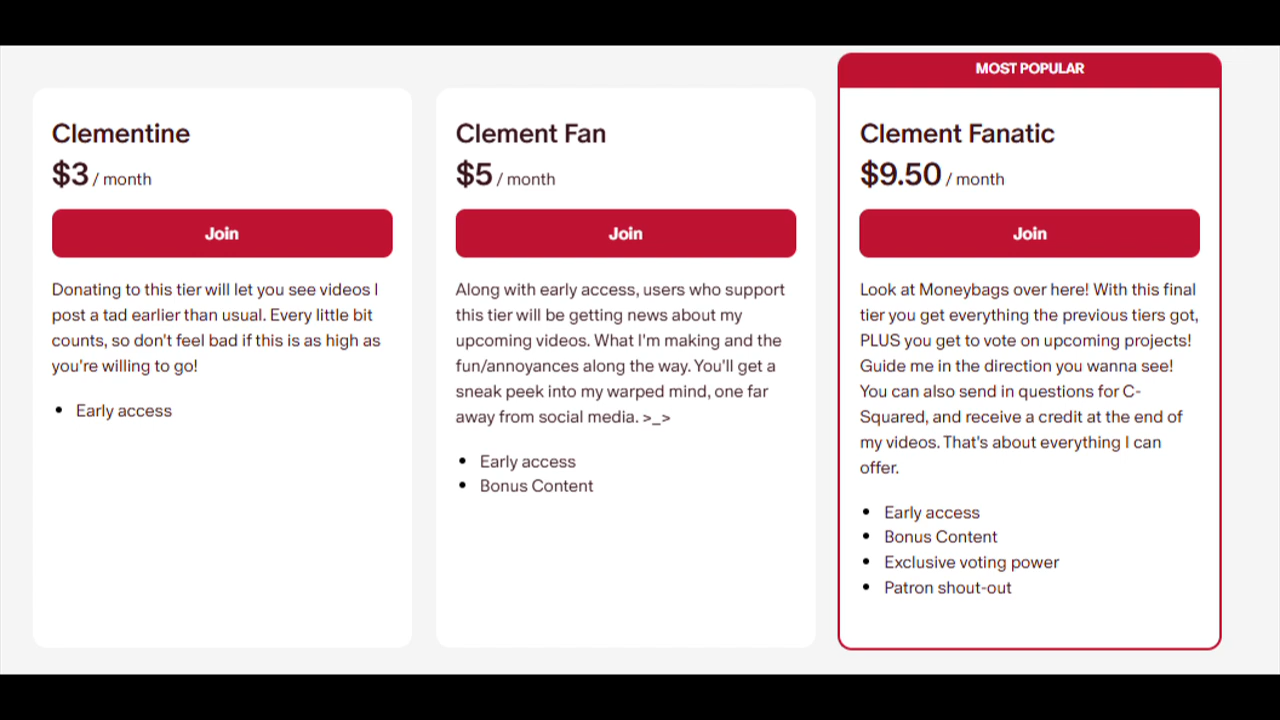 Clementine
$3 / month
Join
Donating to this tier will let you see videos I
post a tad earlier than usual. Every little bit
counts, so don't feel bad if this is as high as
you're willing to go!
• Early access
Clement Fan
$5 / month
Join
Along with early access, users who support
this tier will be getting news about my
upcoming videos. What I'm making and the
fun/annoyances along the way. You'll get a
sneak peek into my warped mind, one far
away from social media. >_>
• Early access
• Bonus Content
MOST POPULAR
Clement Fanatic
$9.50 / month
Join
Look at Moneybags over here! With this final
tier you get everything the previous tiers got,
PLUS you get to vote on upcoming projects!
Guide me in the direction you wanna see!
You can also send in questions for C-
Squared, and receive a credit at the end of
my videos. That's about everything I can
offer.
• Early access
• Bonus Content
• Exclusive voting power
• Patron shout-out